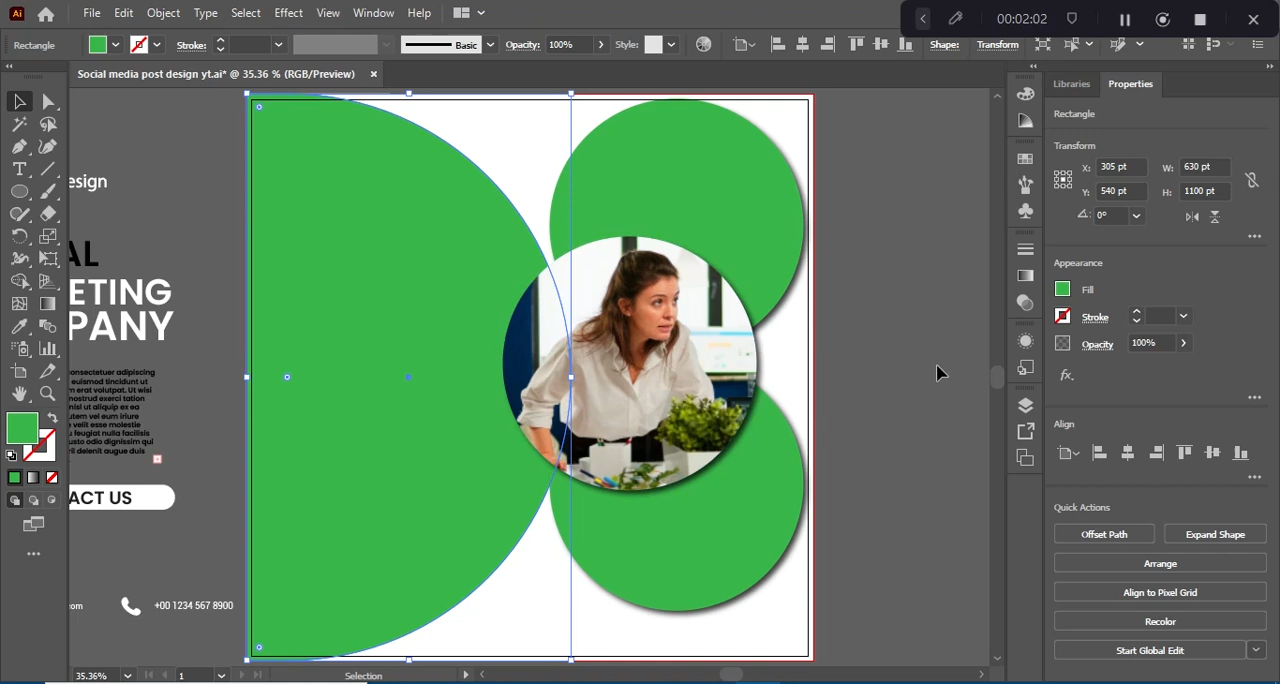 Ai File Edit Object Type Select Effect View Window Help
00:02:02
Rectangle Stroke: Basic Opacity: 100% Style: Shape: Transform
Social media post design yt.ai* @ 35.36 % (RGB/Preview) ×
Libraries Properties
Rectangle
Transform
X: 305 pt W: 630 pt
Y: 540 pt H: 1100 pt
0°
Appearance
Fill
Stroke
Opacity 100%
fx.
Align
Quick Actions
Offset Path Expand Shape
Arrange
Align to Pixel Grid
Recolor
Start Global Edit
esign
AL
ETING
PANY
onsectetuer adipiscing
euismod tincidunt ut
m erat volutpat. Ut wisi
nostrud exerci tation
nisl ut aliquip ex ea
utem vel eum iriure
velit esse molestie
feugiat nulla facilisis
usto odio dignissim qui
il delenit augue duis
ACT US
om +00 1234 567 8900
35.36% 1 Selection